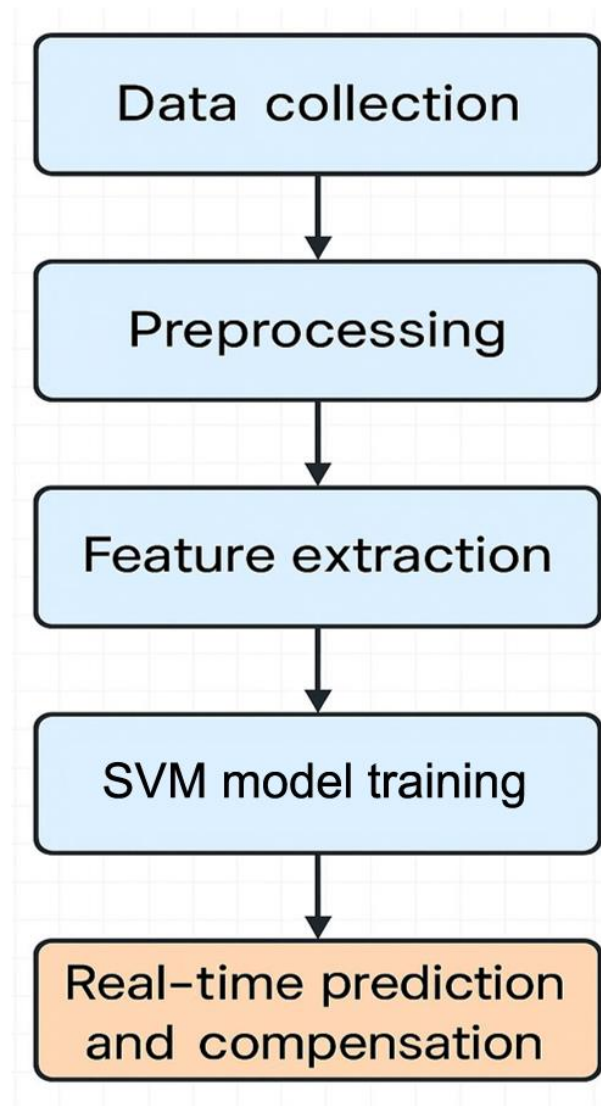 Data collection
Preprocessing
Feature extraction
SVM model training
Real-time prediction
and compensation